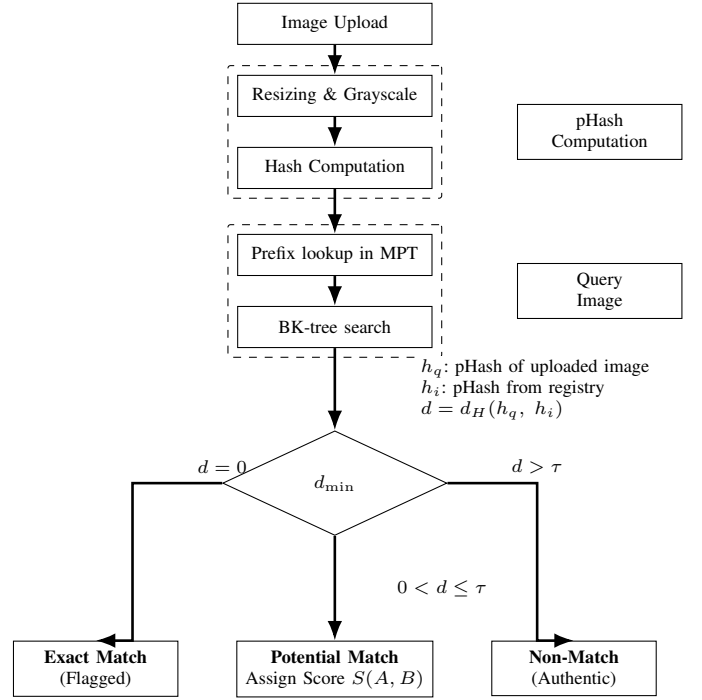 Image Upload
Resizing & Grayscale
pHash
Computation
Hash Computation
Prefix lookup in MPT
Query
Image
BK-tree search
h_q: pHash of uploaded image
h_i: pHash from registry
d = d_H(h_q, h_i)
d = 0
d > τ
d_min
0 < d ≤ τ
Exact Match
(Flagged)
Potential Match
Assign Score S(A, B)
Non-Match
(Authentic)